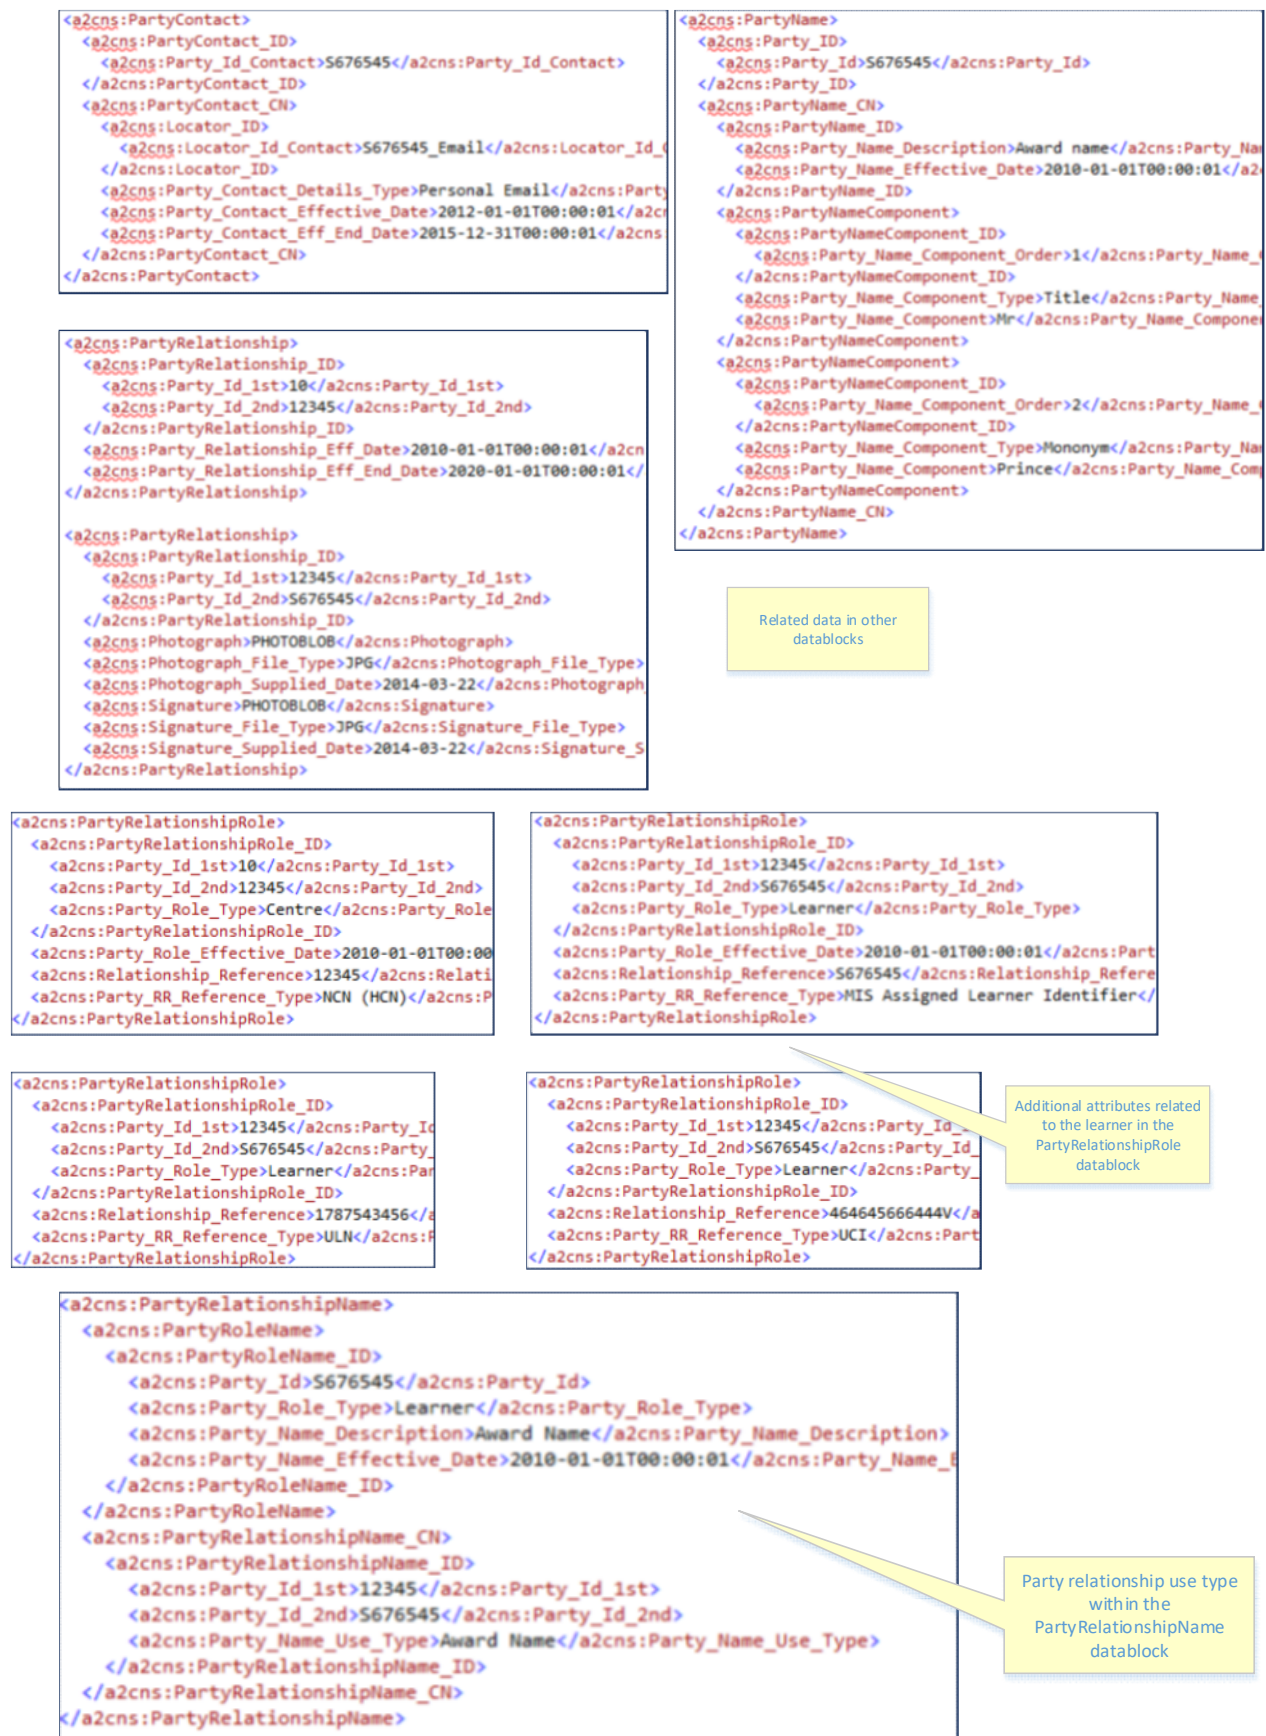 <a2cns:PartyContact>
<a2cns:PartyContact_ID>
<a2cns:Party_Id_Contact>S676545</a2cns:Party_Id_Contact>
</a2cns:PartyContact_ID>
<a2cns:PartyContact_CN>
<a2cns:Locator_ID>
<a2cns:Locator_Id_Contact>S676545_Email</a2cns:Locator_Id_C
</a2cns:Locator_ID>
<a2cns:Party_Contact_Details_Type>Personal Email</a2cns:Party
<a2cns:Party_Contact_Effective_Date>2012-01-01T00:00:01</a2cn
<a2cns:Party_Contact_Eff_End_Date>2015-12-31T00:00:01</a2cns:
</a2cns:PartyContact_CN>
</a2cns:PartyContact>
<a2cns:PartyName>
<a2cns:Party_ID>
<a2cns:Party_Id>S676545</a2cns:Party_Id>
</a2cns:Party_ID>
<a2cns:PartyName_CN>
<a2cns:PartyName_ID>
<a2cns:Party_Name_Description>Award name</a2cns:Party_Na
<a2cns:Party_Name_Effective_Date>2010-01-01T00:00:01</a2
</a2cns:PartyName_ID>
<a2cns:PartyNameComponent>
<a2cns:PartyNameComponent_ID>
<a2cns:Party_Name_Component_Order>1</a2cns:Party_Name_
</a2cns:PartyNameComponent_ID>
<a2cns:Party_Name_Component_Type>Title</a2cns:Party_Name_
<a2cns:Party_Name_Component>Mr</a2cns:Party_Name_Compone
</a2cns:PartyNameComponent>
<a2cns:PartyNameComponent>
<a2cns:PartyNameComponent_ID>
<a2cns:Party_Name_Component_Order>2</a2cns:Party_Name_
</a2cns:PartyNameComponent_ID>
<a2cns:Party_Name_Component_Type>Mononym</a2cns:Party_Na
<a2cns:Party_Name_Component>Prince</a2cns:Party_Name_Com
</a2cns:PartyNameComponent>
</a2cns:PartyName_CN>
</a2cns:PartyName>
<a2cns:PartyRelationship>
<a2cns:PartyRelationship_ID>
<a2cns:Party_Id_1st>10</a2cns:Party_Id_1st>
<a2cns:Party_Id_2nd>12345</a2cns:Party_Id_2nd>
</a2cns:PartyRelationship_ID>
<a2cns:Party_Relationship_Eff_Date>2010-01-01T00:00:01</a2cn
<a2cns:Party_Relationship_Eff_End_Date>2020-01-01T00:00:01</
</a2cns:PartyRelationship>
<a2cns:PartyRelationship>
<a2cns:PartyRelationship_ID>
<a2cns:Party_Id_1st>12345</a2cns:Party_Id_1st>
<a2cns:Party_Id_2nd>S676545</a2cns:Party_Id_2nd>
</a2cns:PartyRelationship_ID>
<a2cns:Photograph>PHOTOBLOB</a2cns:Photograph>
<a2cns:Photograph_File_Type>JPG</a2cns:Photograph_File_Type>
<a2cns:Photograph_Supplied_Date>2014-03-22</a2cns:Photograph_
<a2cns:Signature>PHOTOBLOB</a2cns:Signature>
<a2cns:Signature_File_Type>JPG</a2cns:Signature_File_Type>
<a2cns:Signature_Supplied_Date>2014-03-22</a2cns:Signature_S
</a2cns:PartyRelationship>
Related data in other
datablocks
<a2cns:PartyRelationshipRole>
<a2cns:PartyRelationshipRole_ID>
<a2cns:Party_Id_1st>10</a2cns:Party_Id_1st>
<a2cns:Party_Id_2nd>12345</a2cns:Party_Id_2nd>
<a2cns:Party_Role_Type>Centre</a2cns:Party_Role
</a2cns:PartyRelationshipRole_ID>
<a2cns:Party_Role_Effective_Date>2010-01-01T00:00
<a2cns:Relationship_Reference>12345</a2cns:Relati
<a2cns:Party_RR_Reference_Type>NCN (HCN)</a2cns:P
</a2cns:PartyRelationshipRole>
<a2cns:PartyRelationshipRole>
<a2cns:PartyRelationshipRole_ID>
<a2cns:Party_Id_1st>12345</a2cns:Party_Id_1st>
<a2cns:Party_Id_2nd>S676545</a2cns:Party_Id_2nd>
<a2cns:Party_Role_Type>Learner</a2cns:Party_Role_Type>
</a2cns:PartyRelationshipRole_ID>
<a2cns:Party_Role_Effective_Date>2010-01-01T00:00:01</a2cns:Part
<a2cns:Relationship_Reference>S676545</a2cns:Relationship_Refere
<a2cns:Party_RR_Reference_Type>MIS Assigned Learner Identifier</
</a2cns:PartyRelationshipRole>
<a2cns:PartyRelationshipRole>
<a2cns:PartyRelationshipRole_ID>
<a2cns:Party_Id_1st>12345</a2cns:Party_Id
<a2cns:Party_Id_2nd>S676545</a2cns:Party_
<a2cns:Party_Role_Type>Learner</a2cns:Par
</a2cns:PartyRelationshipRole_ID>
<a2cns:Relationship_Reference>1787543456</a
<a2cns:Party_RR_Reference_Type>ULN</a2cns:P
</a2cns:PartyRelationshipRole>
<a2cns:PartyRelationshipRole>
<a2cns:PartyRelationshipRole_ID>
<a2cns:Party_Id_1st>12345</a2cns:Party_Id_
<a2cns:Party_Id_2nd>S676545</a2cns:Party_Id_
<a2cns:Party_Role_Type>Learner</a2cns:Party_
</a2cns:PartyRelationshipRole_ID>
<a2cns:Relationship_Reference>464645666444V</a
<a2cns:Party_RR_Reference_Type>UCI</a2cns:Part
</a2cns:PartyRelationshipRole>
Additional attributes related
to the learner in the
PartyRelationshipRole
datablock
<a2cns:PartyRelationshipName>
<a2cns:PartyRoleName>
<a2cns:PartyRoleName_ID>
<a2cns:Party_Id>S676545</a2cns:Party_Id>
<a2cns:Party_Role_Type>Learner</a2cns:Party_Role_Type>
<a2cns:Party_Name_Description>Award Name</a2cns:Party_Name_Description>
<a2cns:Party_Name_Effective_Date>2010-01-01T00:00:01</a2cns:Party_Name_E
</a2cns:PartyRoleName_ID>
</a2cns:PartyRoleName>
<a2cns:PartyRelationshipName_CN>
<a2cns:PartyRelationshipName_ID>
<a2cns:Party_Id_1st>12345</a2cns:Party_Id_1st>
<a2cns:Party_Id_2nd>S676545</a2cns:Party_Id_2nd>
<a2cns:Party_Name_Use_Type>Award Name</a2cns:Party_Name_Use_Type>
</a2cns:PartyRelationshipName_ID>
</a2cns:PartyRelationshipName_CN>
</a2cns:PartyRelationshipName>
Party relationship use type
within the
PartyRelationshipName
datablock